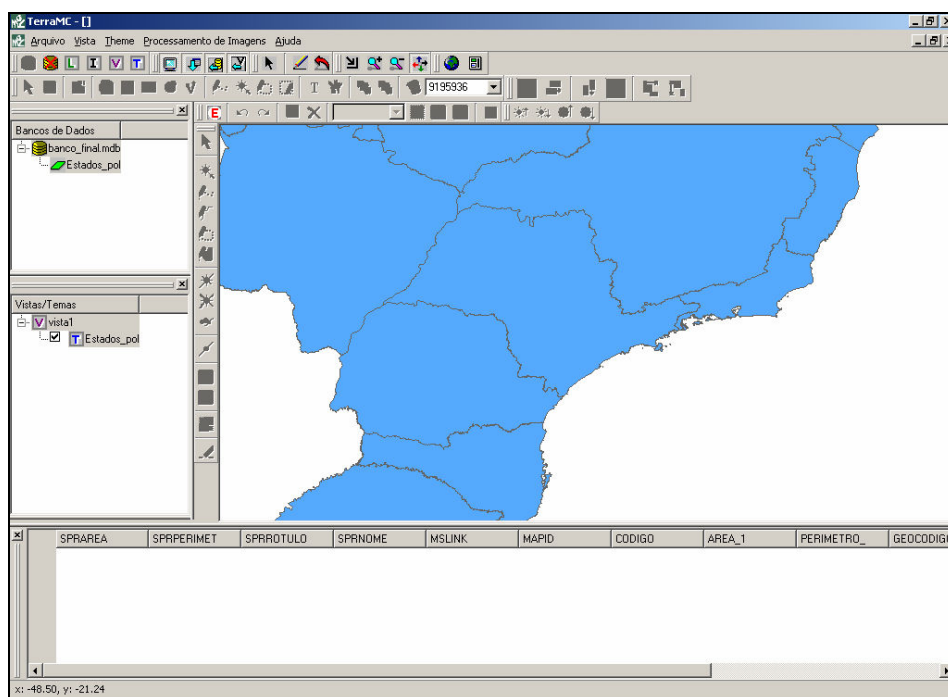 TerraMC - []
Arquivo Vista Theme Processamento de Imagens Ajuda
L I V T
T 9195936
E
Bancos de Dados
banco_final.mdb
Estados_pol
Vistas/Temas
V vista1
T Estados_pol
SPRAREA SPRPERIMET SPRROTULO SPRNOME MSLINK MAPID CODIGO AREA_1 PERIMETRO_ GEOCODIGO
x: -48.50, y: -21.24